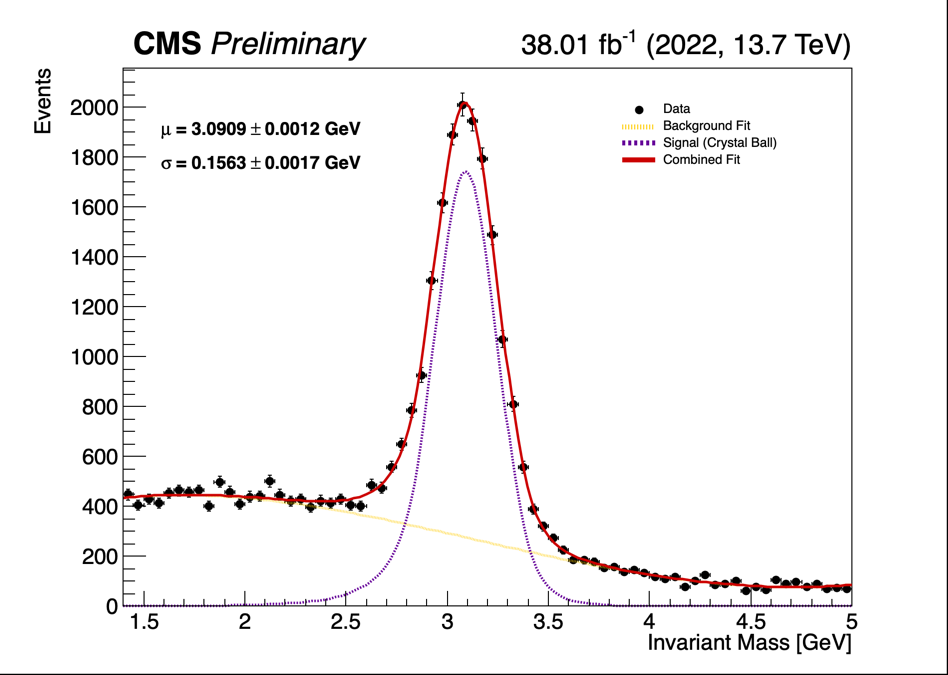 CMS Preliminary 38.01 fb⁻¹ (2022, 13.7 TeV)
Events
2000
1800
1600
1400
1200
1000
800
600
400
200
0
μ = 3.0909 ± 0.0012 GeV
σ = 0.1563 ± 0.0017 GeV
Data
Background Fit
Signal (Crystal Ball)
Combined Fit
1.5 2 2.5 3 3.5 4 4.5 5
Invariant Mass [GeV]